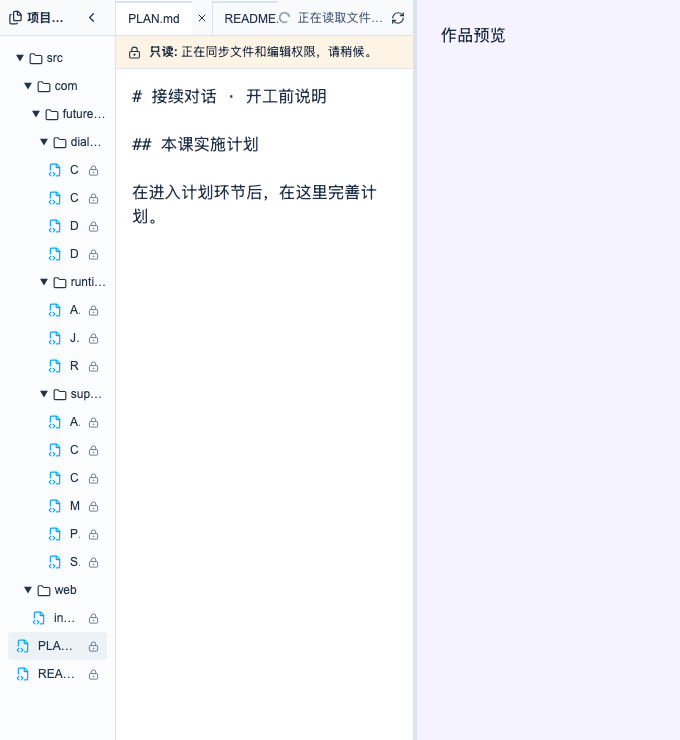 项目...
PLAN.md
README.
正在读取文件...
作品预览
只读: 正在同步文件和编辑权限，请稍候。
src
com
future...
dial...
C
C
D
D
runti...
A.
J.
R
sup...
A.
C
C
M
P.
S.
web
in...
PLA...
REA...
# 接续对话 · 开工前说明
## 本课实施计划
在进入计划环节后，在这里完善计
划。